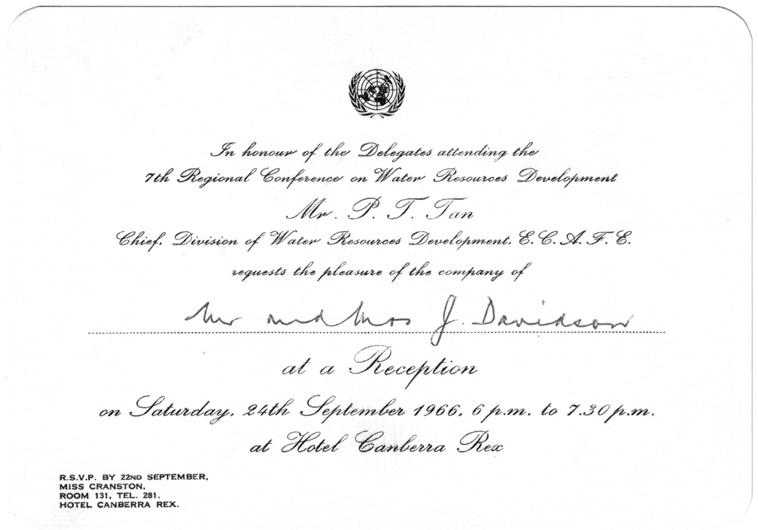 In honour of the Delegates attending the
7th Regional Conference on Water Resources Development
Mr. P. T. Tan
Chief, Division of Water Resources Development, E. C. A. F. E.
requests the pleasure of the company of
Mr and Mrs J. Davidson
at a Reception
on Saturday, 24th September 1966, 6 p.m. to 7.30 p.m.
at Hotel Canberra Rex
R.S.V.P. BY 22ND SEPTEMBER,
MISS CRANSTON,
ROOM 131, TEL. 281,
HOTEL CANBERRA REX.